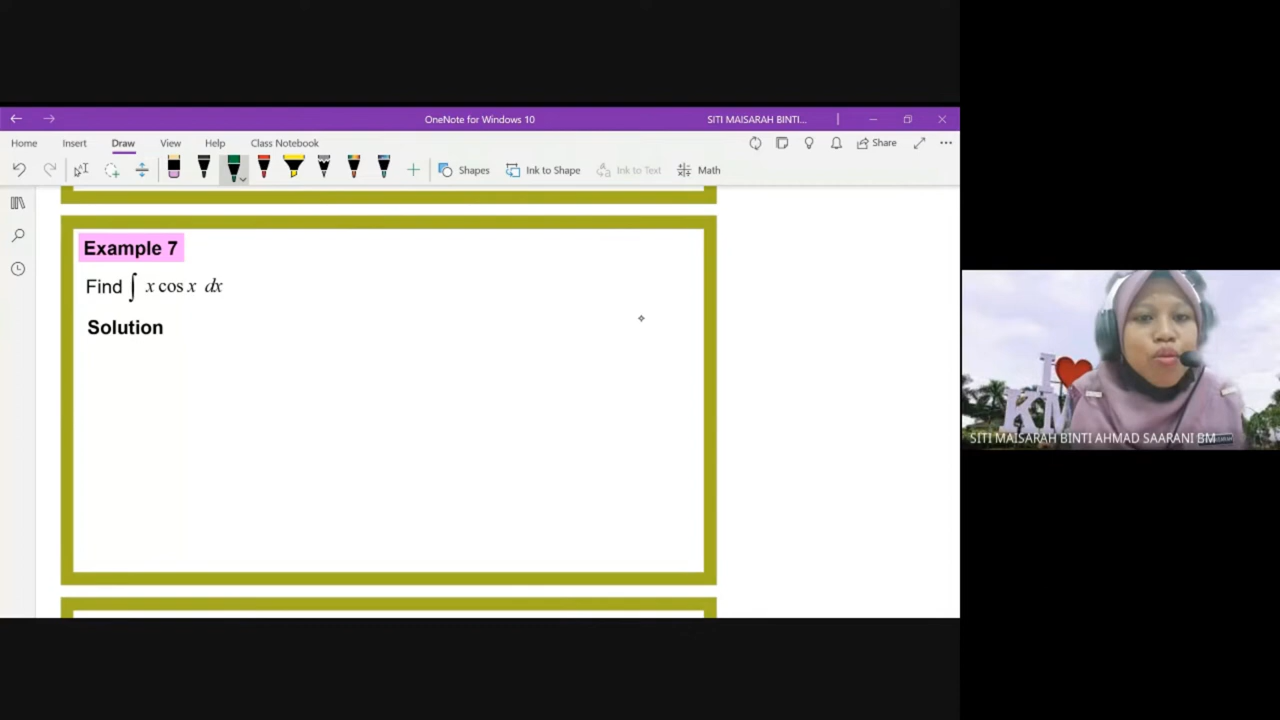 OneNote for Windows 10
SITI MAISARAH BINTI...
Home Insert Draw View Help Class Notebook
Share
Shapes Ink to Shape Ink to Text Math
Example 7
Find ∫ x cos x dx
Solution
I
KM
SITI MAISARAH BINTI AHMAD SAARANI BM